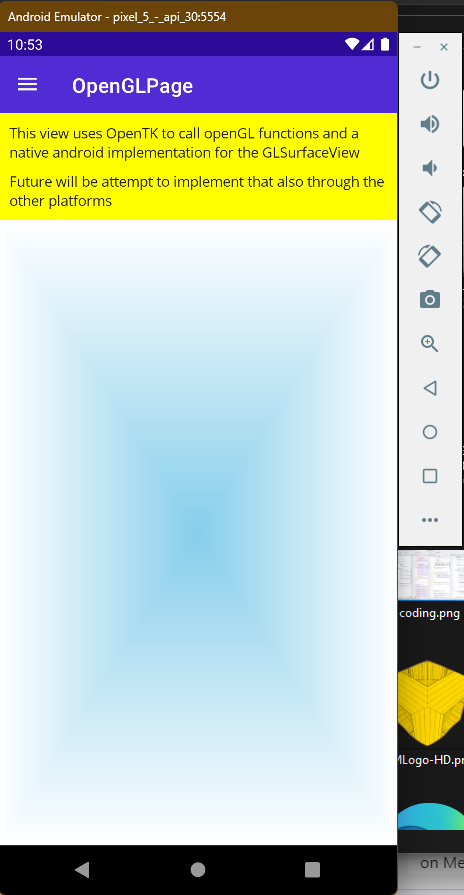 Android Emulator - pixel_5_-_api_30:5554
10:53
OpenGLPage
This view uses OpenTK to call openGL functions and a
native android implementation for the GLSurfaceView
Future will be attempt to implement that also through the
other platforms
coding.png
MLogo-HD.pn
on Me